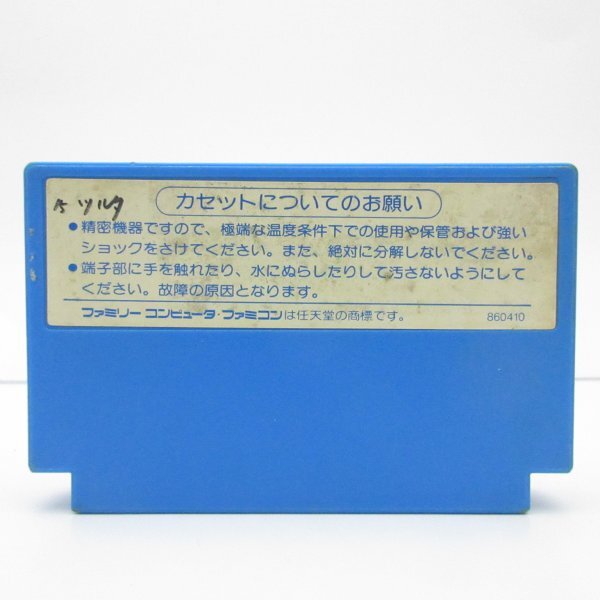 ツルタ
カセットについてのお願い
●精密機器ですので、極端な温度条件下での使用や保管および強い
ショックをさけてください。また、絶対に分解しないでください。
●端子部に手を触れたり、水にぬらしたりして汚さないようにして
ください。故障の原因となります。
ファミリーコンピュータ・ファミコンは任天堂の商標です。 860410